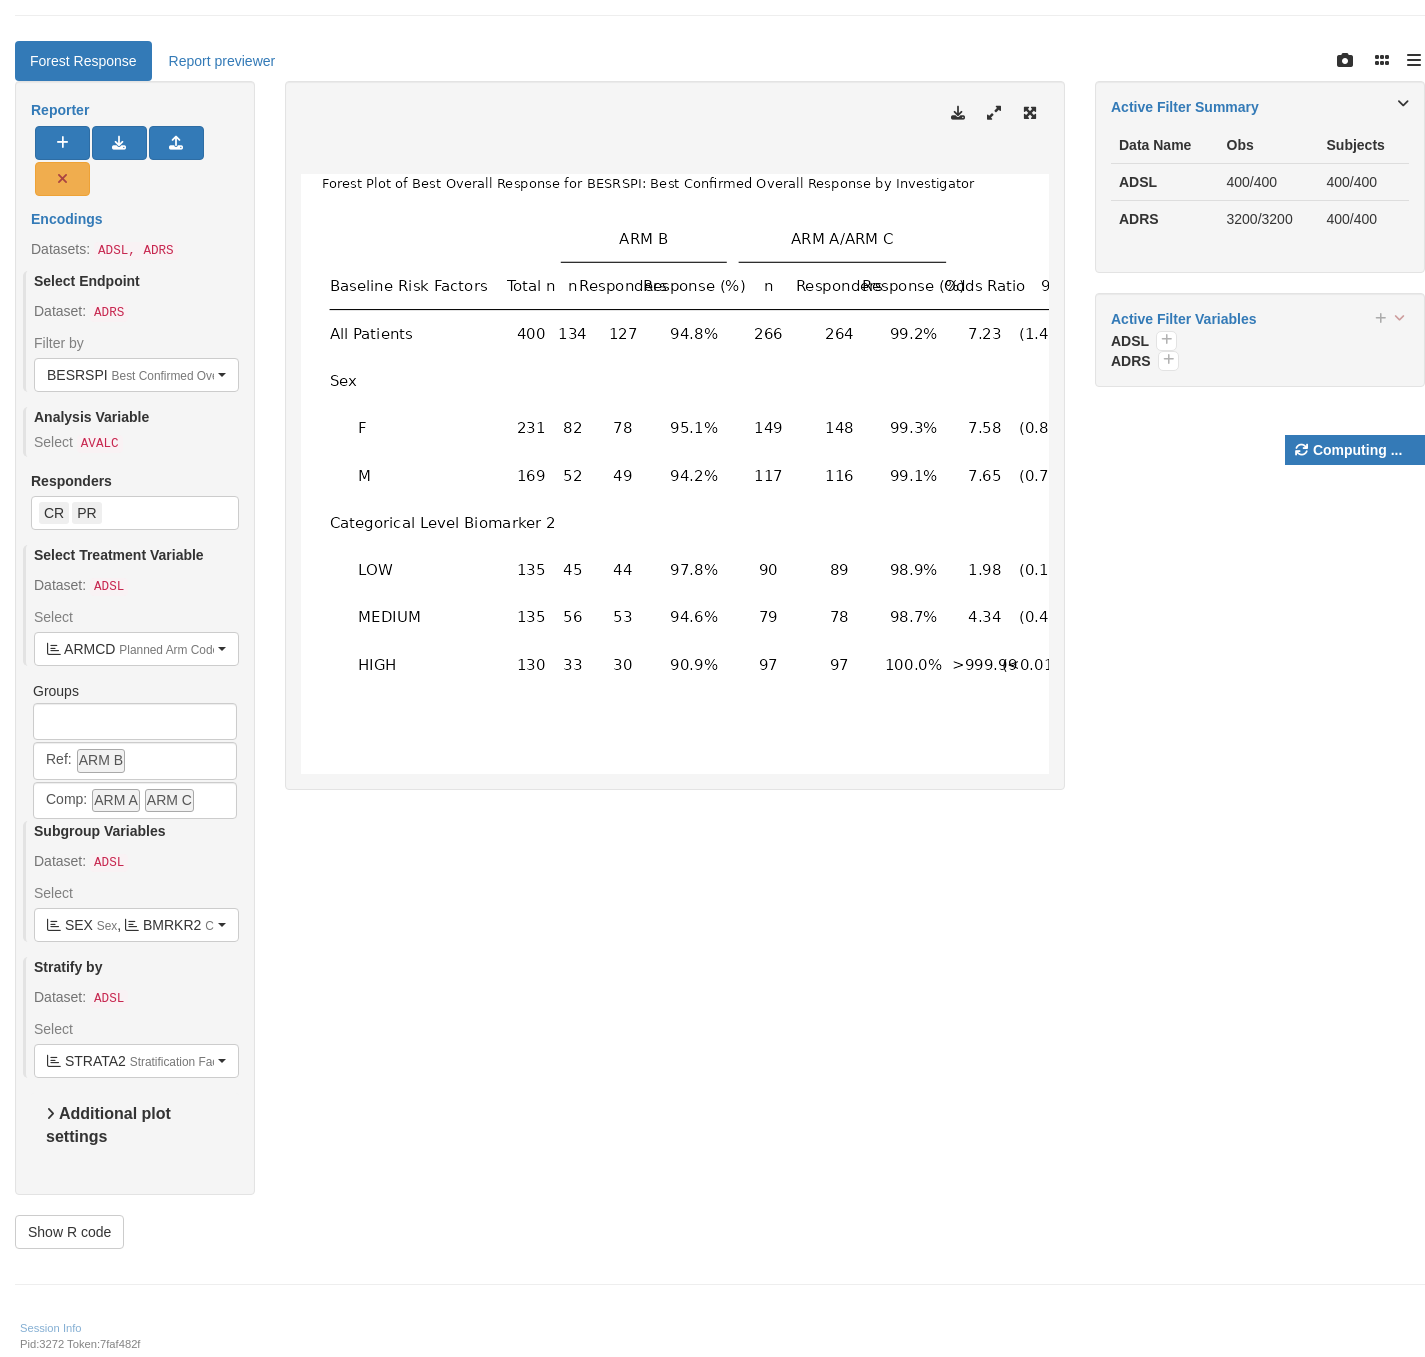 Forest Response
Report previewer
Reporter
Encodings
Datasets: ADSL, ADRS
Select Endpoint
Dataset: ADRS
Filter by
BESRSPI Best Confirmed Ove
Analysis Variable
Select AVALC
Responders
CR PR
Select Treatment Variable
Dataset: ADSL
Select
ARMCD Planned Arm Code
Groups
Ref: ARM B
Comp: ARM A ARM C
Subgroup Variables
Dataset: ADSL
Select
SEX Sex, BMRKR2 C
Stratify by
Dataset: ADSL
Select
STRATA2 Stratification Fac
Additional plot
settings
Show R code
Forest Plot of Best Overall Response for BESRSPI: Best Confirmed Overall Response by Investigator
ARM B ARM A/ARM C
Baseline Risk Factors Total n n Responders Response (%) n Responders Response (%) Odds Ratio 9
All Patients 400 134 127 94.8% 266 264 99.2% 7.23 (1.4
Sex
F 231 82 78 95.1% 149 148 99.3% 7.58 (0.8
M 169 52 49 94.2% 117 116 99.1% 7.65 (0.7
Categorical Level Biomarker 2
LOW 135 45 44 97.8% 90 89 98.9% 1.98 (0.1
MEDIUM 135 56 53 94.6% 79 78 98.7% 4.34 (0.4
HIGH 130 33 30 90.9% 97 97 100.0% >999.99 (<0.01
Active Filter Summary
Data Name Obs Subjects
ADSL 400/400 400/400
ADRS 3200/3200 400/400
Active Filter Variables
ADSL
ADRS
Computing ...
Session Info
Pid:3272 Token:7faf482f